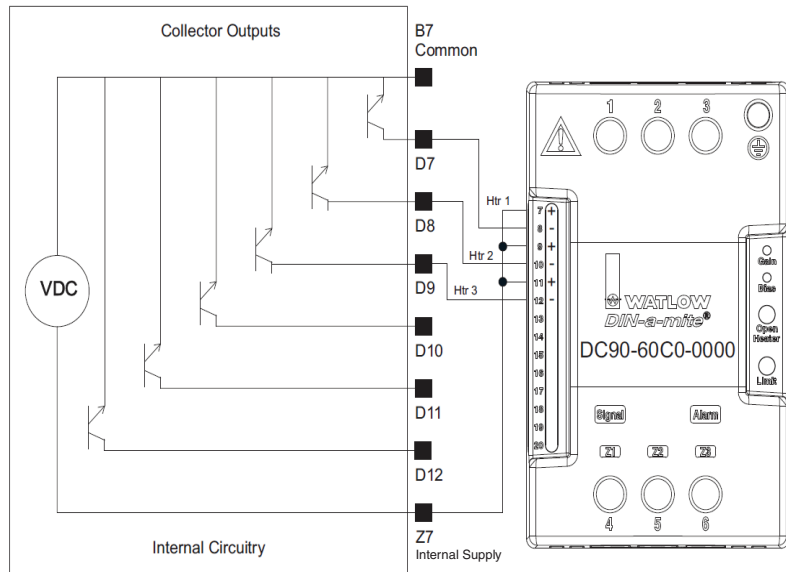 Collector Outputs
B7
Common
D7
D8
D9
D10
D11
D12
Z7
Internal Supply
VDC
Internal Circuitry
Htr 1
Htr 2
Htr 3
1 2 3
7 +
8 -
9 +
10 -
11 +
12 -
13
14
15
16
17
18
19
20
WATLOW
DIN-a-mite®
DC90-60C0-0000
Gain
Bias
Open
Heater
Limit
Signal Alarm
Z1 Z2 Z3
4 5 6